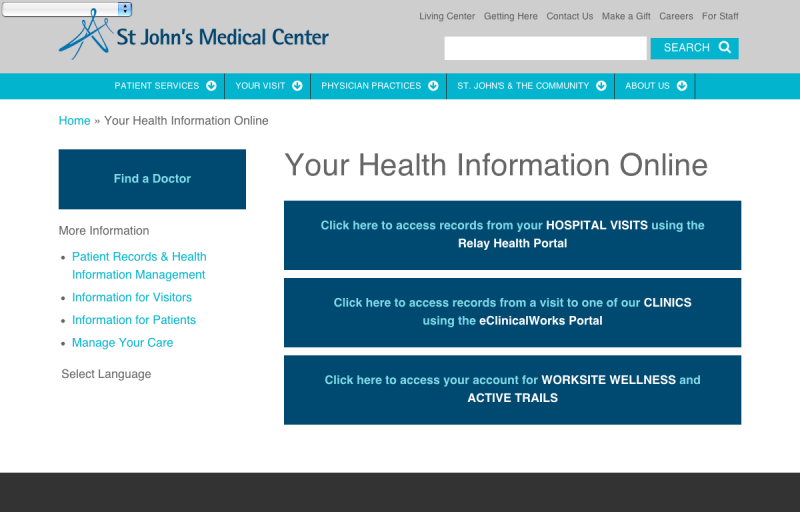 Living Center Getting Here Contact Us Make a Gift Careers For Staff
St John's Medical Center
SEARCH
PATIENT SERVICES YOUR VISIT PHYSICIAN PRACTICES ST. JOHN'S & THE COMMUNITY ABOUT US
Home » Your Health Information Online
Find a Doctor
More Information
Patient Records & Health
Information Management
Information for Visitors
Information for Patients
Manage Your Care
Select Language
Your Health Information Online
Click here to access records from your HOSPITAL VISITS using the
Relay Health Portal
Click here to access records from a visit to one of our CLINICS
using the eClinicalWorks Portal
Click here to access your account for WORKSITE WELLNESS and
ACTIVE TRAILS